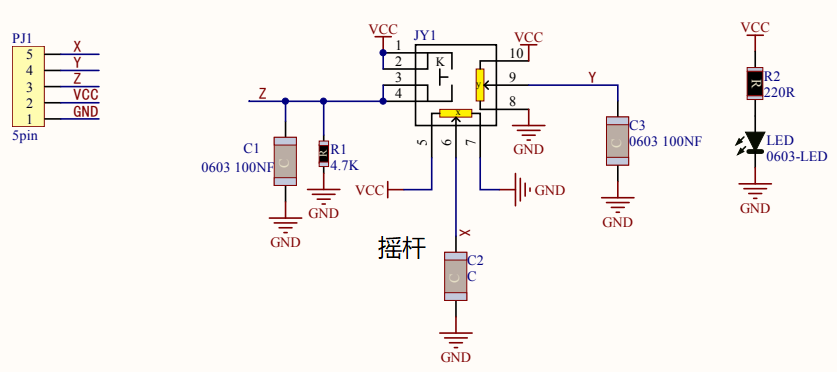 PJ1
5
4
3
2
1
X
Y
Z
VCC
GND
5pin
VCC
JY1
1
2
3
4
K
VCC
10
9
8
Y
Y
GND
Z
C1
0603 100NF
C
GND
R1
4.7K
R
GND
X
5
6
7
VCC
GND
X
摇杆
C2
C
C
GND
C3
0603 100NF
C
GND
VCC
R2
220R
R
LED
0603-LED
GND